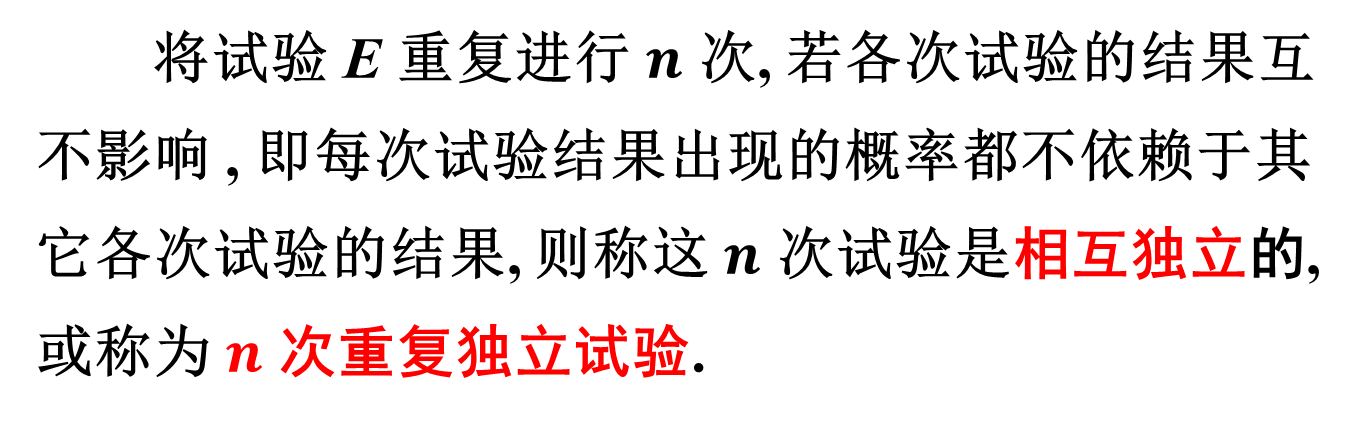 将试验 E 重复进行 n 次, 若各次试验的结果互
不影响 , 即每次试验结果出现的概率都不依赖于其
它各次试验的结果, 则称这 n 次试验是相互独立的,
或称为 n 次重复独立试验.